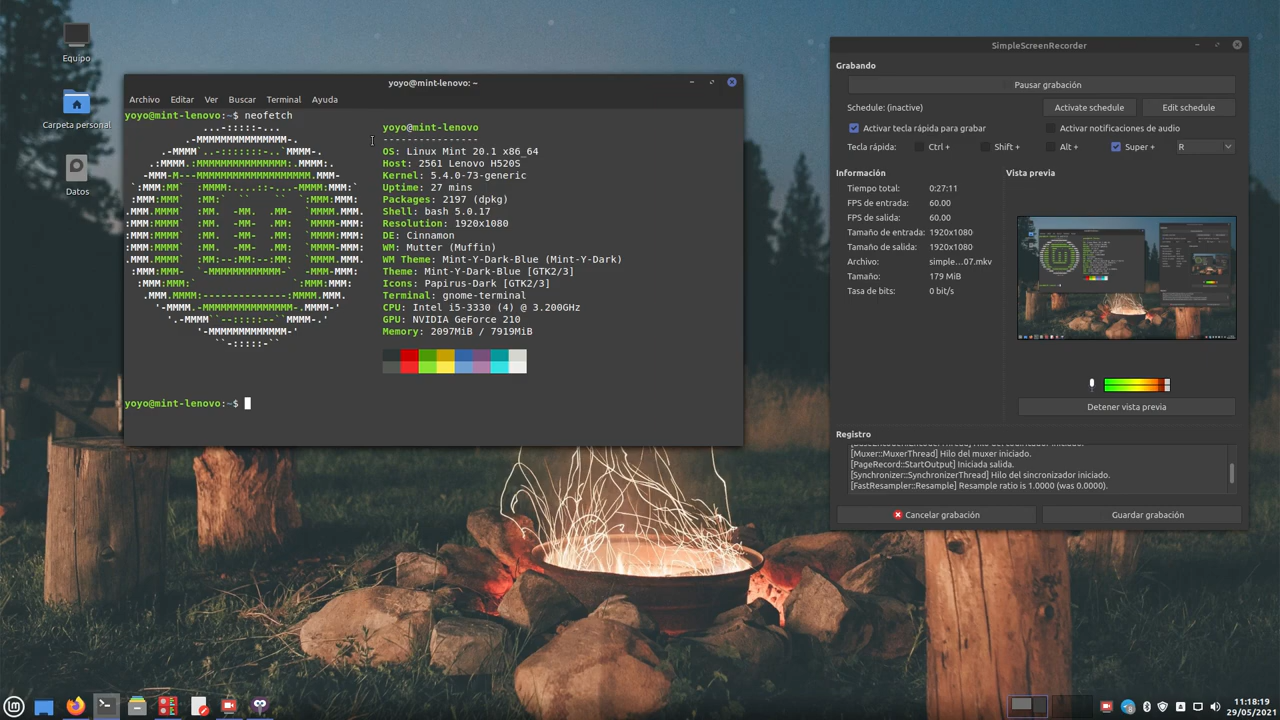 Equipo
Carpeta personal
Datos
yoyo@mint-lenovo: ~
Archivo Editar Ver Buscar Terminal Ayuda
yoyo@mint-lenovo:~$ neofetch
yoyo@mint-lenovo
----------------
OS: Linux Mint 20.1 x86_64
Host: 2561 Lenovo H520S
Kernel: 5.4.0-73-generic
Uptime: 27 mins
Packages: 2197 (dpkg)
Shell: bash 5.0.17
Resolution: 1920x1080
DE: Cinnamon
WM: Mutter (Muffin)
WM Theme: Mint-Y-Dark-Blue (Mint-Y-Dark)
Theme: Mint-Y-Dark-Blue [GTK2/3]
Icons: Papirus-Dark [GTK2/3]
Terminal: gnome-terminal
CPU: Intel i5-3330 (4) @ 3.200GHz
GPU: NVIDIA GeForce 210
Memory: 2097MiB / 7919MiB
yoyo@mint-lenovo:~$
SimpleScreenRecorder
Grabando
Pausar grabación
Schedule: (inactive) Activate schedule Edit schedule
Activar tecla rápida para grabar Activar notificaciones de audio
Tecla rápida: Ctrl + Shift + Alt + Super + R
Información
Tiempo total: 0:27:11
FPS de entrada: 60.00
FPS de salida: 60.00
Tamaño de entrada: 1920x1080
Tamaño de salida: 1920x1080
Archivo: simple...07.mkv
Tamaño: 179 MiB
Tasa de bits: 0 bit/s
Vista previa
Detener vista previa
Registro
[Muxer::MuxerThread] Hilo del muxer iniciado.
[PageRecord::StartOutput] Iniciada salida.
[Synchronizer::SynchronizerThread] Hilo del sincronizador iniciado.
[FastResampler::Resample] Resample ratio is 1.0000 (was 0.0000).
Cancelar grabación Guardar grabación
11:18:19
29/05/2021